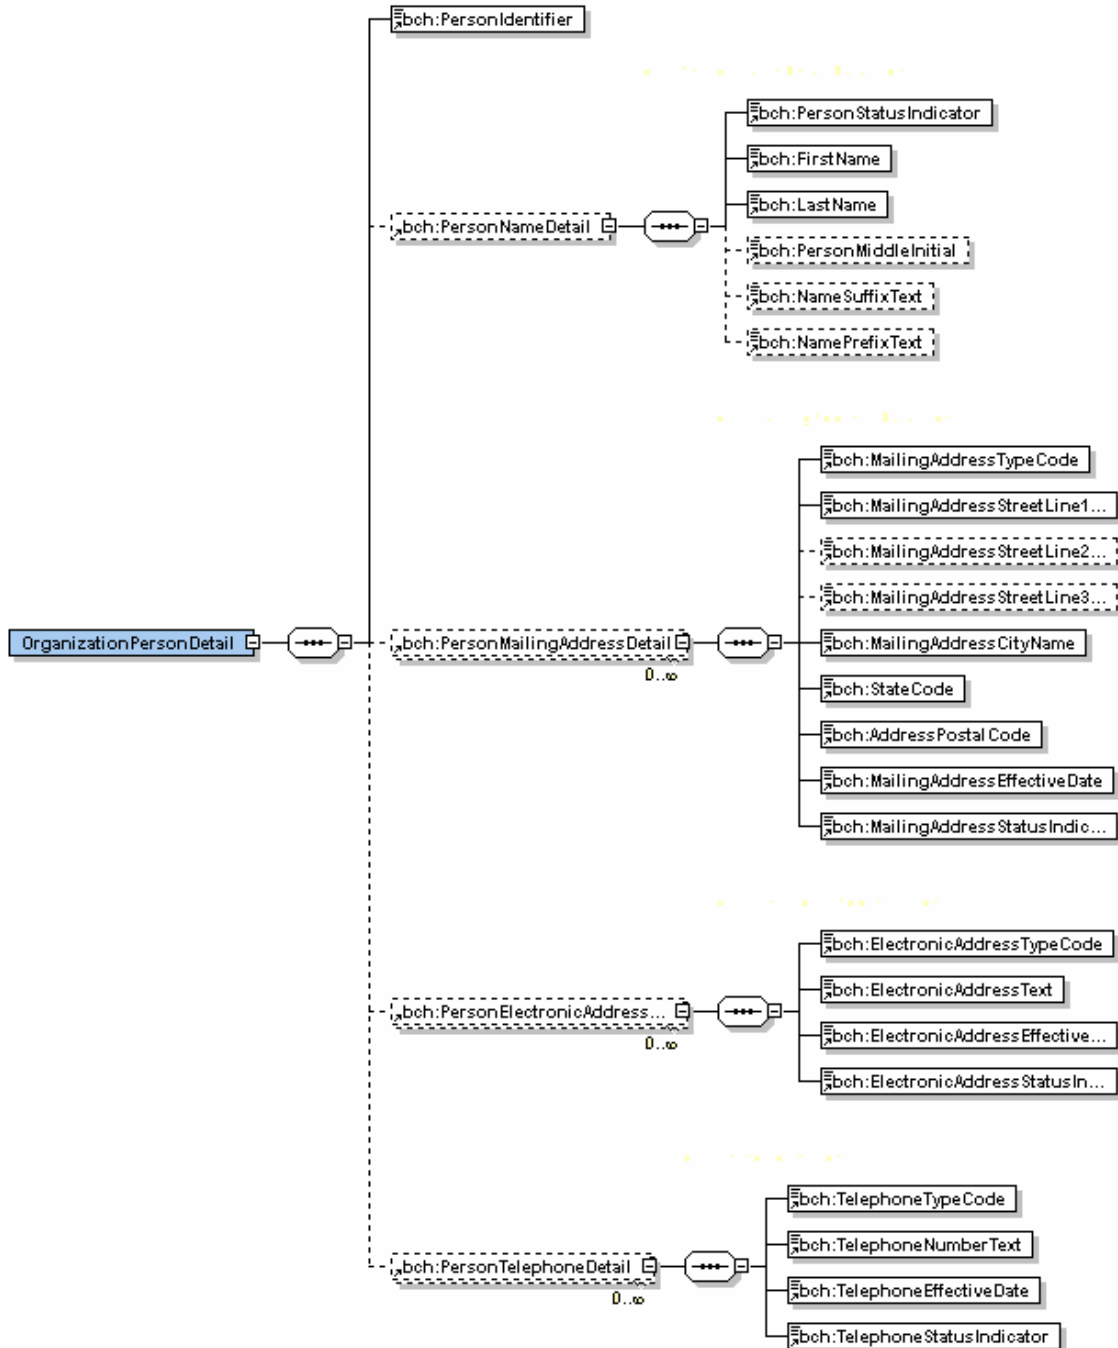 bch:PersonIdentifier
bch:PersonStatusIndicator
bch:FirstName
bch:LastName
bch:PersonNameDetail
bch:PersonMiddleInitial
bch:NameSuffixText
bch:NamePrefixText
bch:MailingAddressTypeCode
bch:MailingAddressStreetLine1...
bch:MailingAddressStreetLine2...
bch:MailingAddressStreetLine3...
OrganizationPersonDetail
bch:PersonMailingAddressDetail
0..∞
bch:MailingAddressCityName
bch:StateCode
bch:AddressPostalCode
bch:MailingAddressEffectiveDate
bch:MailingAddressStatusIndic...
bch:ElectronicAddressTypeCode
bch:ElectronicAddressText
bch:PersonElectronicAddress...
0..∞
bch:ElectronicAddressEffective...
bch:ElectronicAddressStatusIn...
bch:TelephoneTypeCode
bch:TelephoneNumberText
bch:PersonTelephoneDetail
0..∞
bch:TelephoneEffectiveDate
bch:TelephoneStatusIndicator